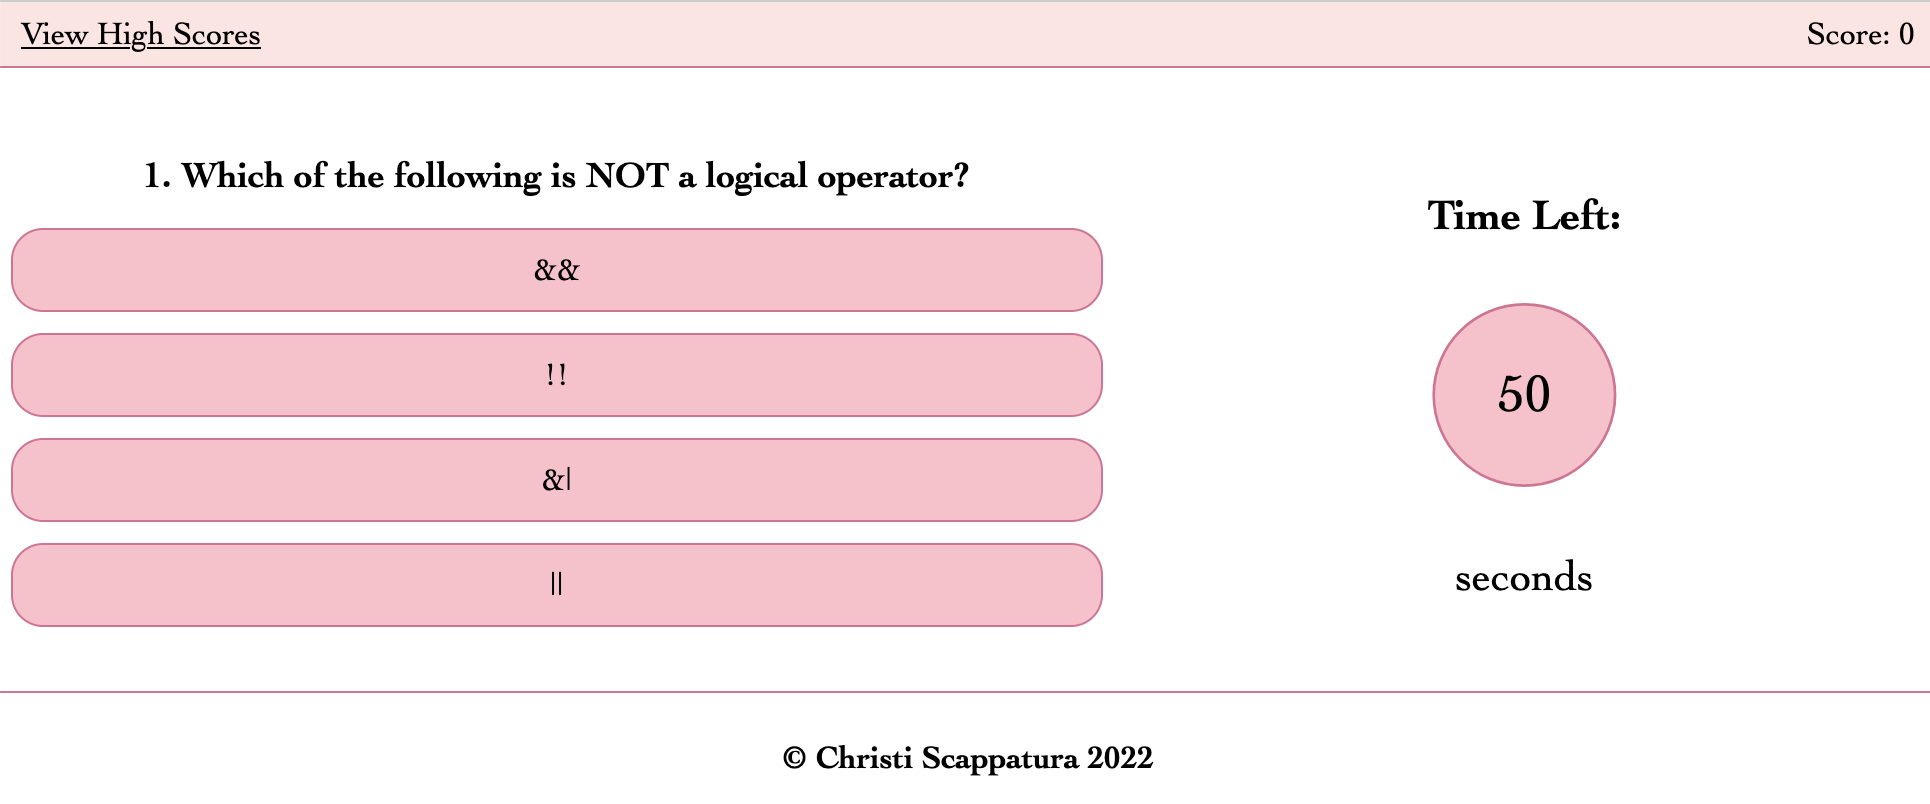 View High Scores
Score: 0
1. Which of the following is NOT a logical operator?
&&
!!
&|
||
Time Left:
50
seconds
© Christi Scappatura 2022